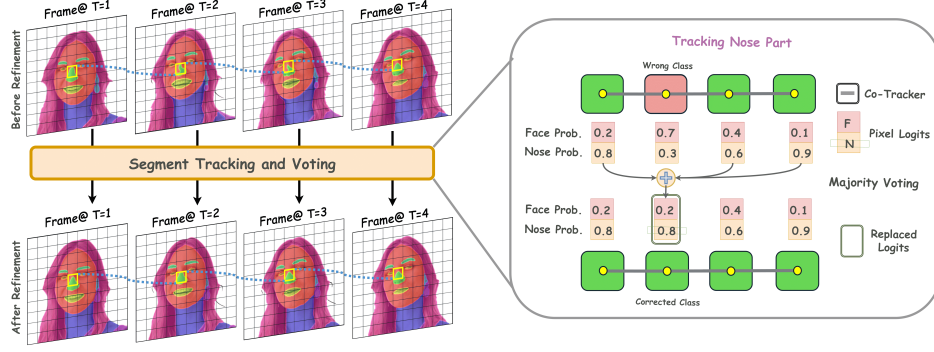 Frame@ T=1
Frame@ T=2
Frame@ T=3
Frame@ T=4
Before Refinement
Segment Tracking and Voting
Frame@ T=1
Frame@ T=2
Frame@ T=3
Frame@ T=4
After Refinement
Tracking Nose Part
Wrong Class
Face Prob. 0.2 0.7 0.4 0.1
Nose Prob. 0.8 0.3 0.6 0.9
Face Prob. 0.2 0.2 0.4 0.1
Nose Prob. 0.8 0.8 0.6 0.9
Corrected Class
Co-Tracker
F
N
Pixel Logits
Majority Voting
Replaced
Logits